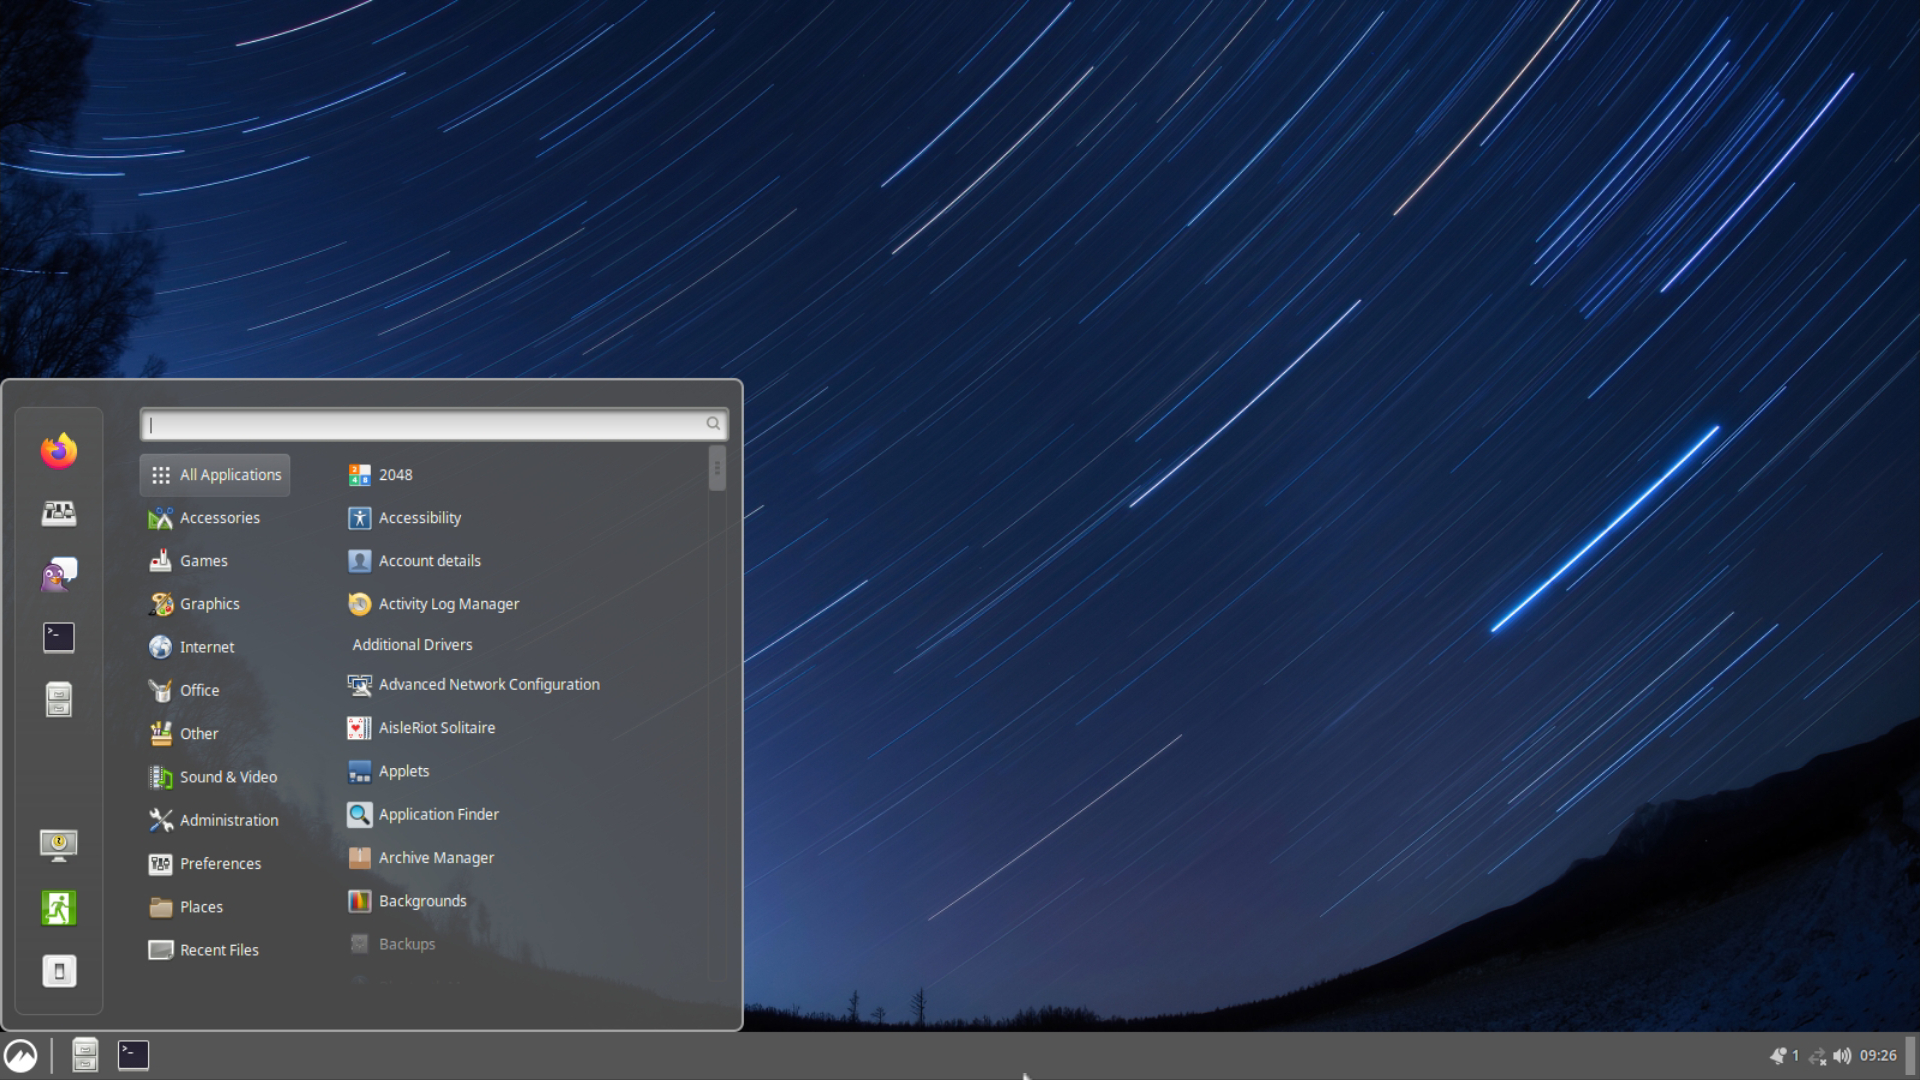 All Applications
Accessories
Games
Graphics
Internet
Office
Other
Sound & Video
Administration
Preferences
Places
Recent Files
2048
Accessibility
Account details
Activity Log Manager
Additional Drivers
Advanced Network Configuration
AisleRiot Solitaire
Applets
Application Finder
Archive Manager
Backgrounds
Backups
1
09:26